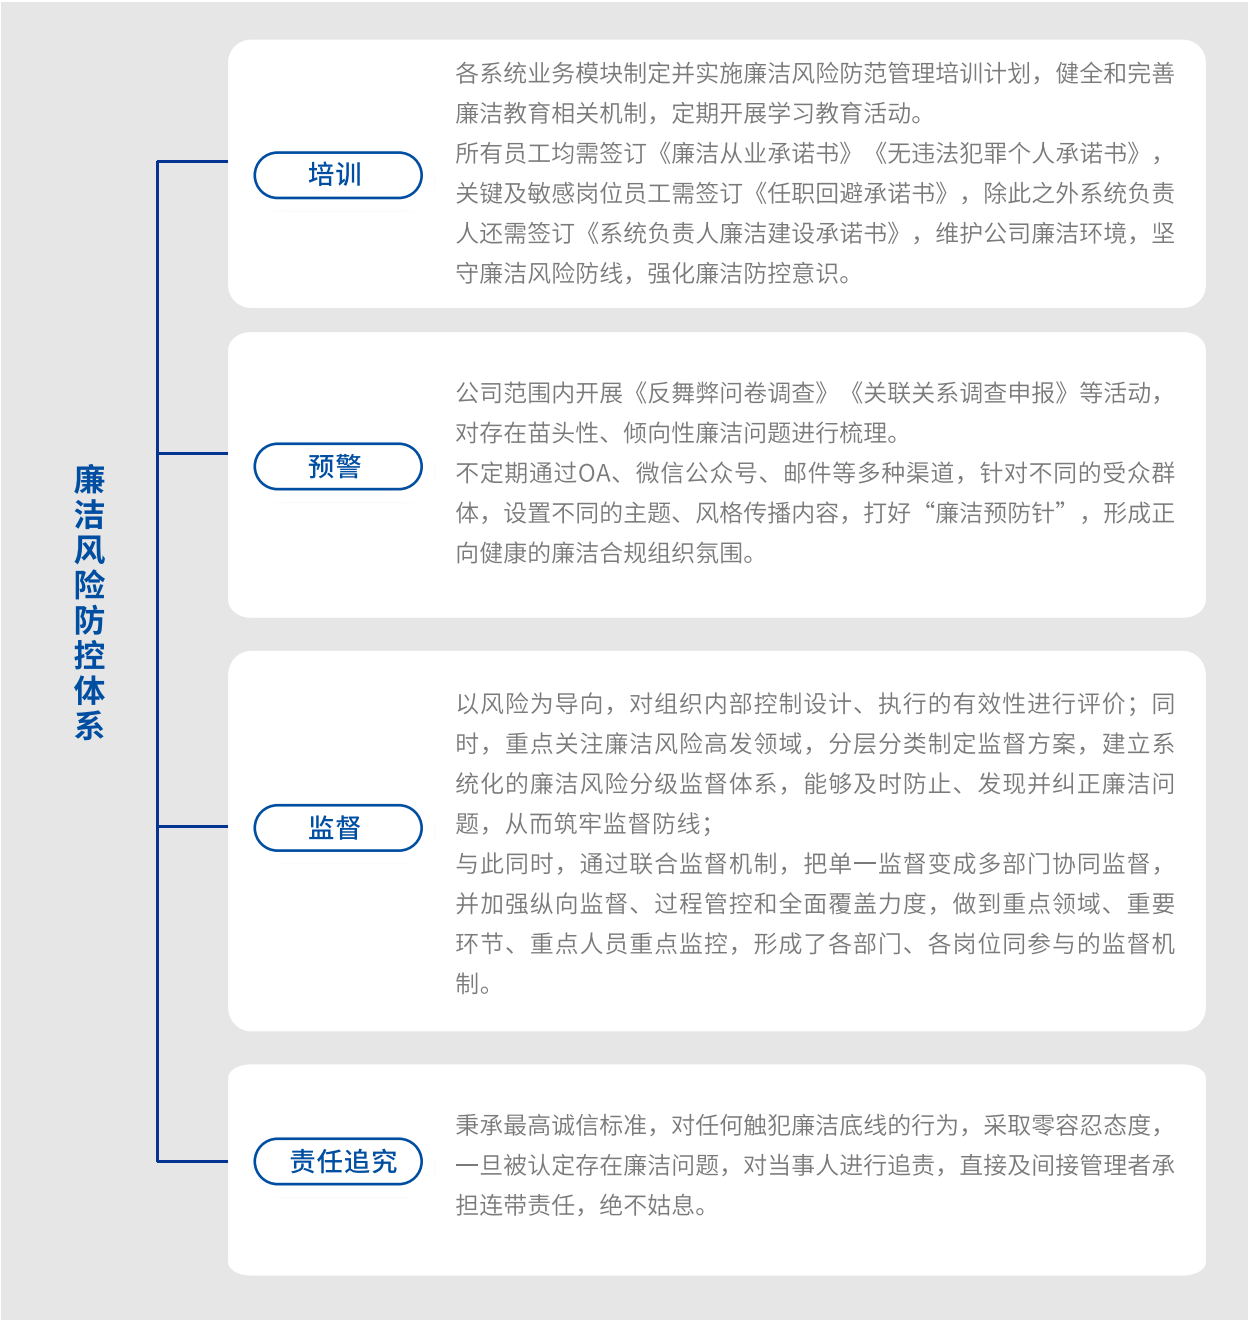 廉洁风险防控体系
培训
各系统业务模块制定并实施廉洁风险防范管理培训计划，健全和完善
廉洁教育相关机制，定期开展学习教育活动。
所有员工均需签订《廉洁从业承诺书》《无违法犯罪个人承诺书》，
关键及敏感岗位员工需签订《任职回避承诺书》，除此之外系统负责
人还需签订《系统负责人廉洁建设承诺书》，维护公司廉洁环境，坚
守廉洁风险防线，强化廉洁防控意识。
预警
公司范围内开展《反舞弊问卷调查》《关联关系调查申报》等活动，
对存在苗头性、倾向性廉洁问题进行梳理。
不定期通过OA、微信公众号、邮件等多种渠道，针对不同的受众群
体，设置不同的主题、风格传播内容，打好“廉洁预防针”，形成正
向健康的廉洁合规组织氛围。
监督
以风险为导向，对组织内部控制设计、执行的有效性进行评价；同
时，重点关注廉洁风险高发领域，分层分类制定监督方案，建立系
统化的廉洁风险分级监督体系，能够及时防止、发现并纠正廉洁问
题，从而筑牢监督防线；
与此同时，通过联合监督机制，把单一监督变成多部门协同监督，
并加强纵向监督、过程管控和全面覆盖力度，做到重点领域、重要
环节、重点人员重点监控，形成了各部门、各岗位同参与的监督机
制。
责任追究
秉承最高诚信标准，对任何触犯廉洁底线的行为，采取零容忍态度，
一旦被认定存在廉洁问题，对当事人进行追责，直接及间接管理者承
担连带责任，绝不姑息。